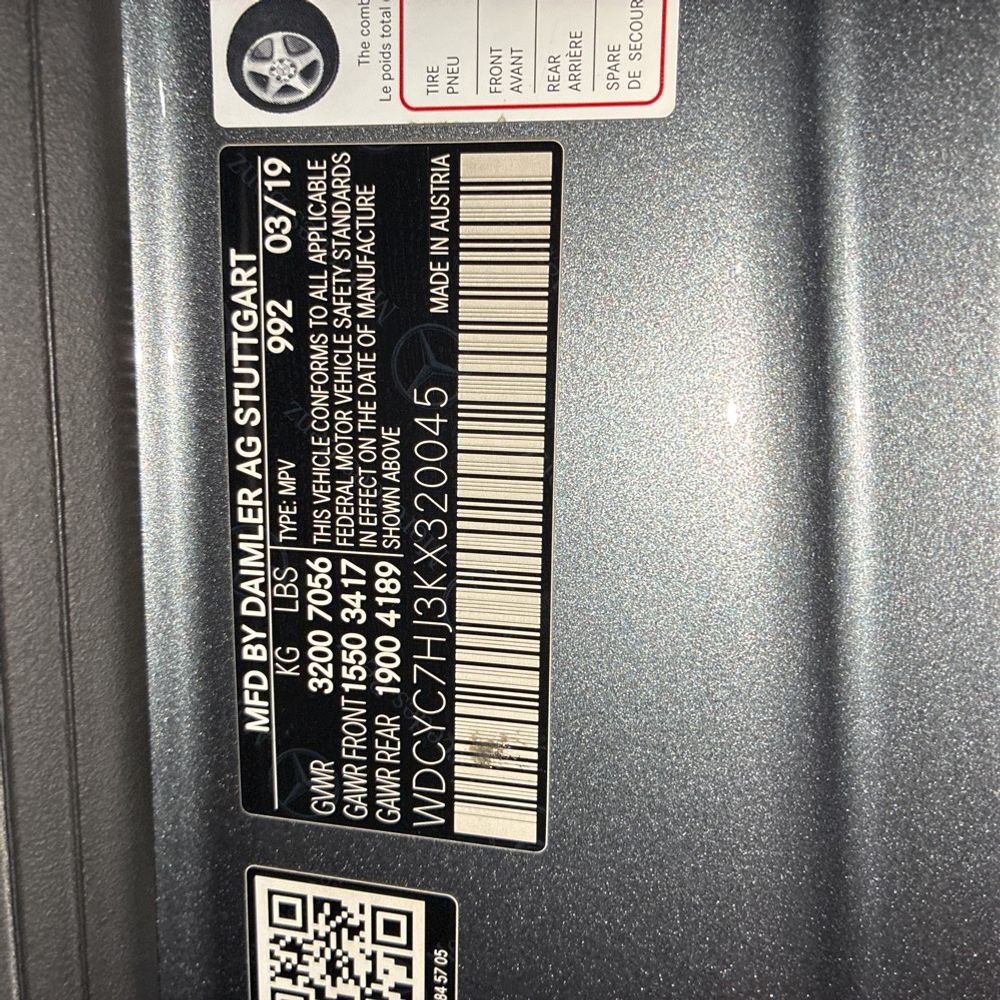 The comb
Le poids total
TIRE
PNEU
FRONT
AVANT
REAR
ARRIÈRE
SPARE
DE SECOUR
MFD BY DAIMLER AG STUTTGART
KG LBS TYPE: MPV 992 03/19
GVWR 3200 7056 THIS VEHICLE CONFORMS TO ALL APPLICABLE
GAWR FRONT 1550 3417 FEDERAL MOTOR VEHICLE SAFETY STANDARDS
GAWR REAR 1900 4189 IN EFFECT ON THE DATE OF MANUFACTURE
SHOWN ABOVE
MADE IN AUSTRIA
WDCYC7HJ3KX320045
84 57 05